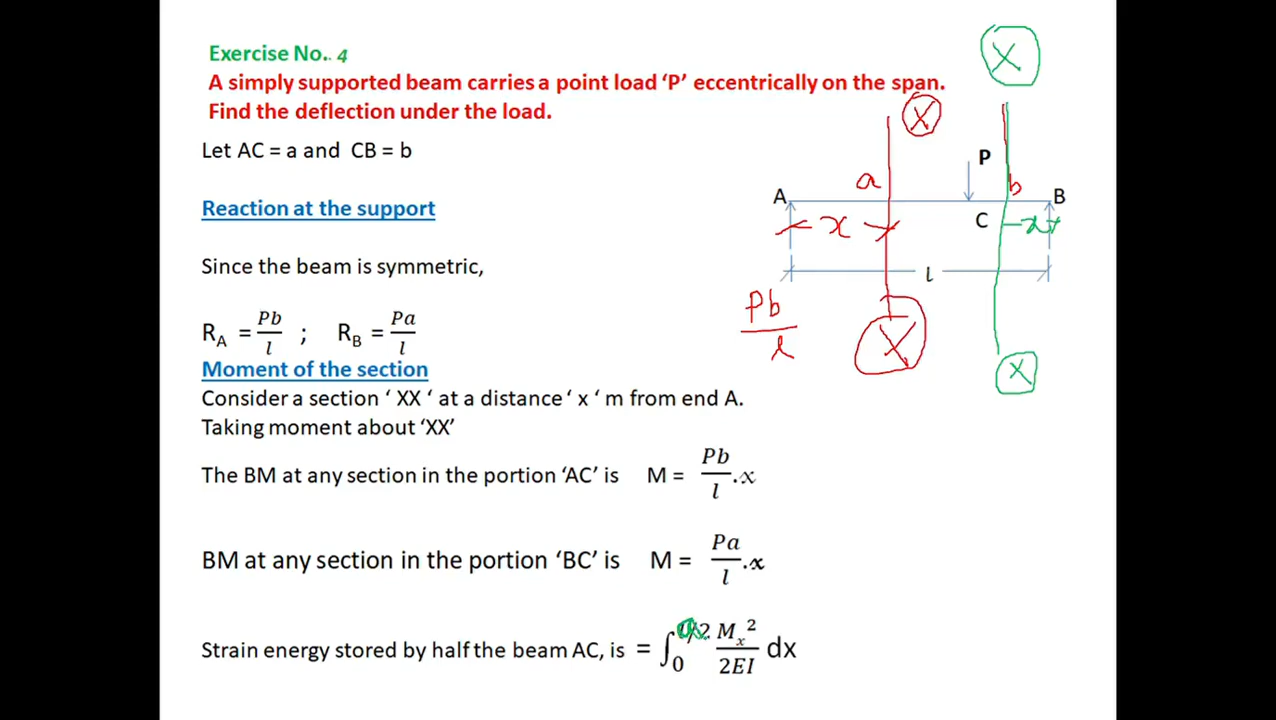 Exercise No.. 4
A simply supported beam carries a point load ‘P’ eccentrically on the span.
Find the deflection under the load.
Let AC = a and CB = b
Reaction at the support
Since the beam is symmetric,
R_A = Pb/l ; R_B = Pa/l
Moment of the section
Consider a section ‘ XX ‘ at a distance ‘ x ‘ m from end A.
Taking moment about ‘XX’
The BM at any section in the portion ‘AC’ is M = Pb/l .x
BM at any section in the portion ‘BC’ is M = Pa/l .x
Strain energy stored by half the beam AC, is = ∫_0 M_x^2/2EI dx
X
X
P
a
b
A
B
C
x
x
l
Pb/l
X
X